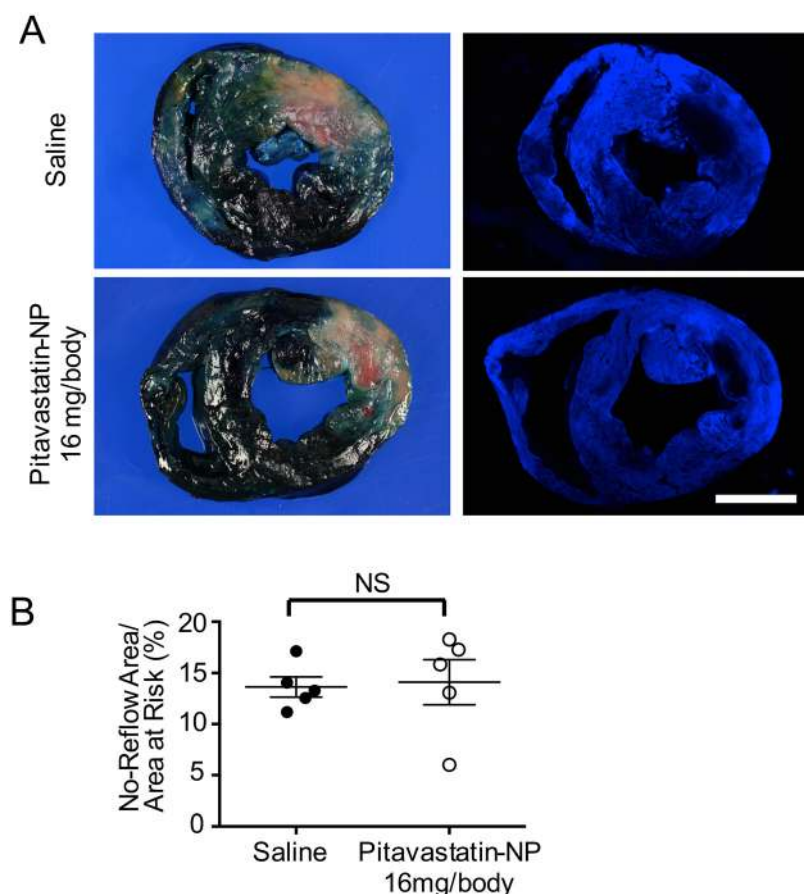 A
Saline
Pitavastatin-NP
16 mg/body
B
NS
No-Reflow Area/
Area at Risk (%)
20
15
10
5
0
Saline
Pitavastatin-NP
16mg/body